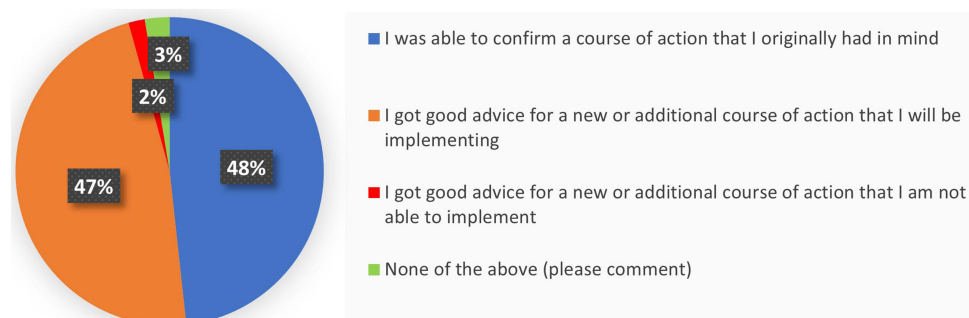 3%
2%
48%
47%
I was able to confirm a course of action that I originally had in mind
I got good advice for a new or additional course of action that I will be
implementing
I got good advice for a new or additional course of action that I am not
able to implement
None of the above (please comment)